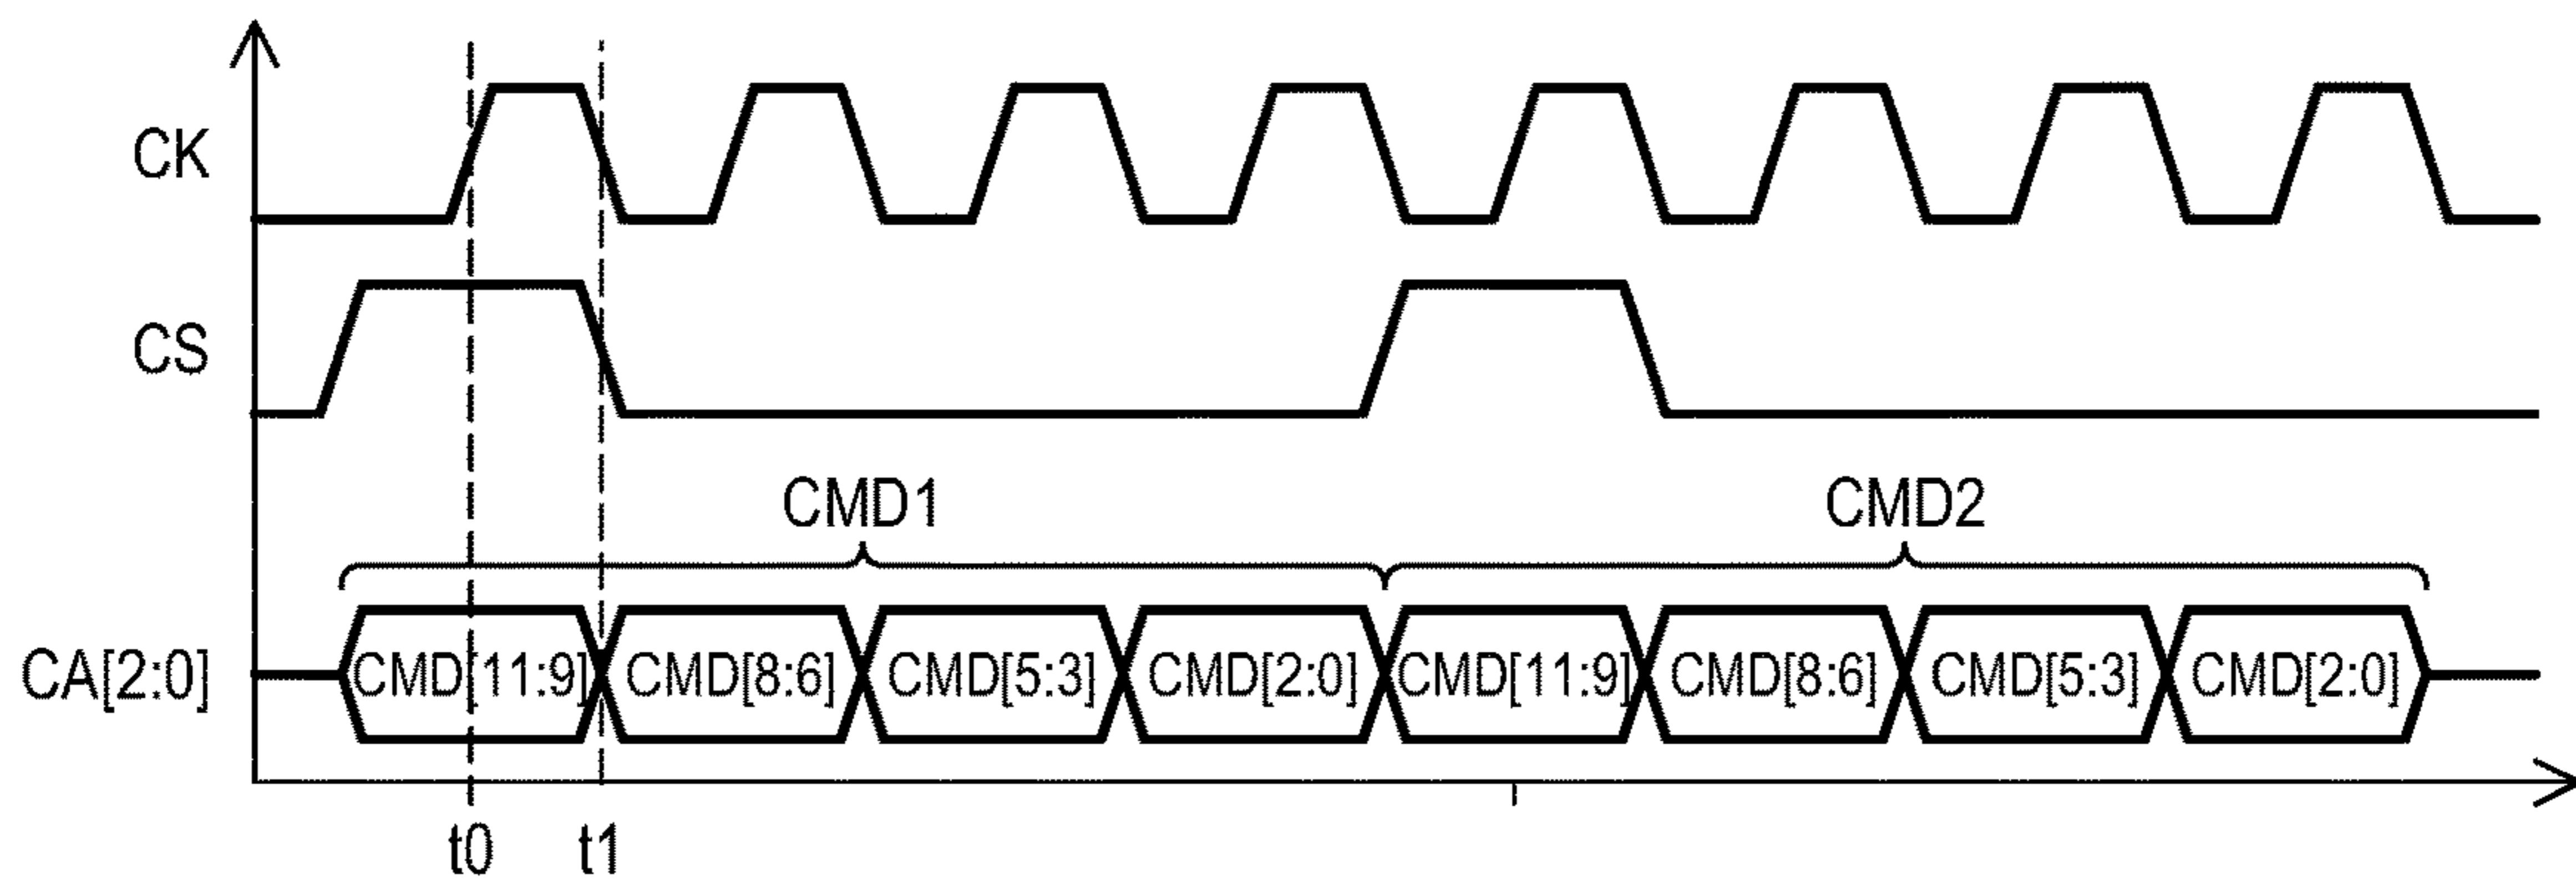 CK
CS
CMD1 CMD2
CA[2:0] CMD[11:9] CMD[8:6] CMD[5:3] CMD[2:0] CMD[11:9] CMD[8:6] CMD[5:3] CMD[2:0]
t0 t1